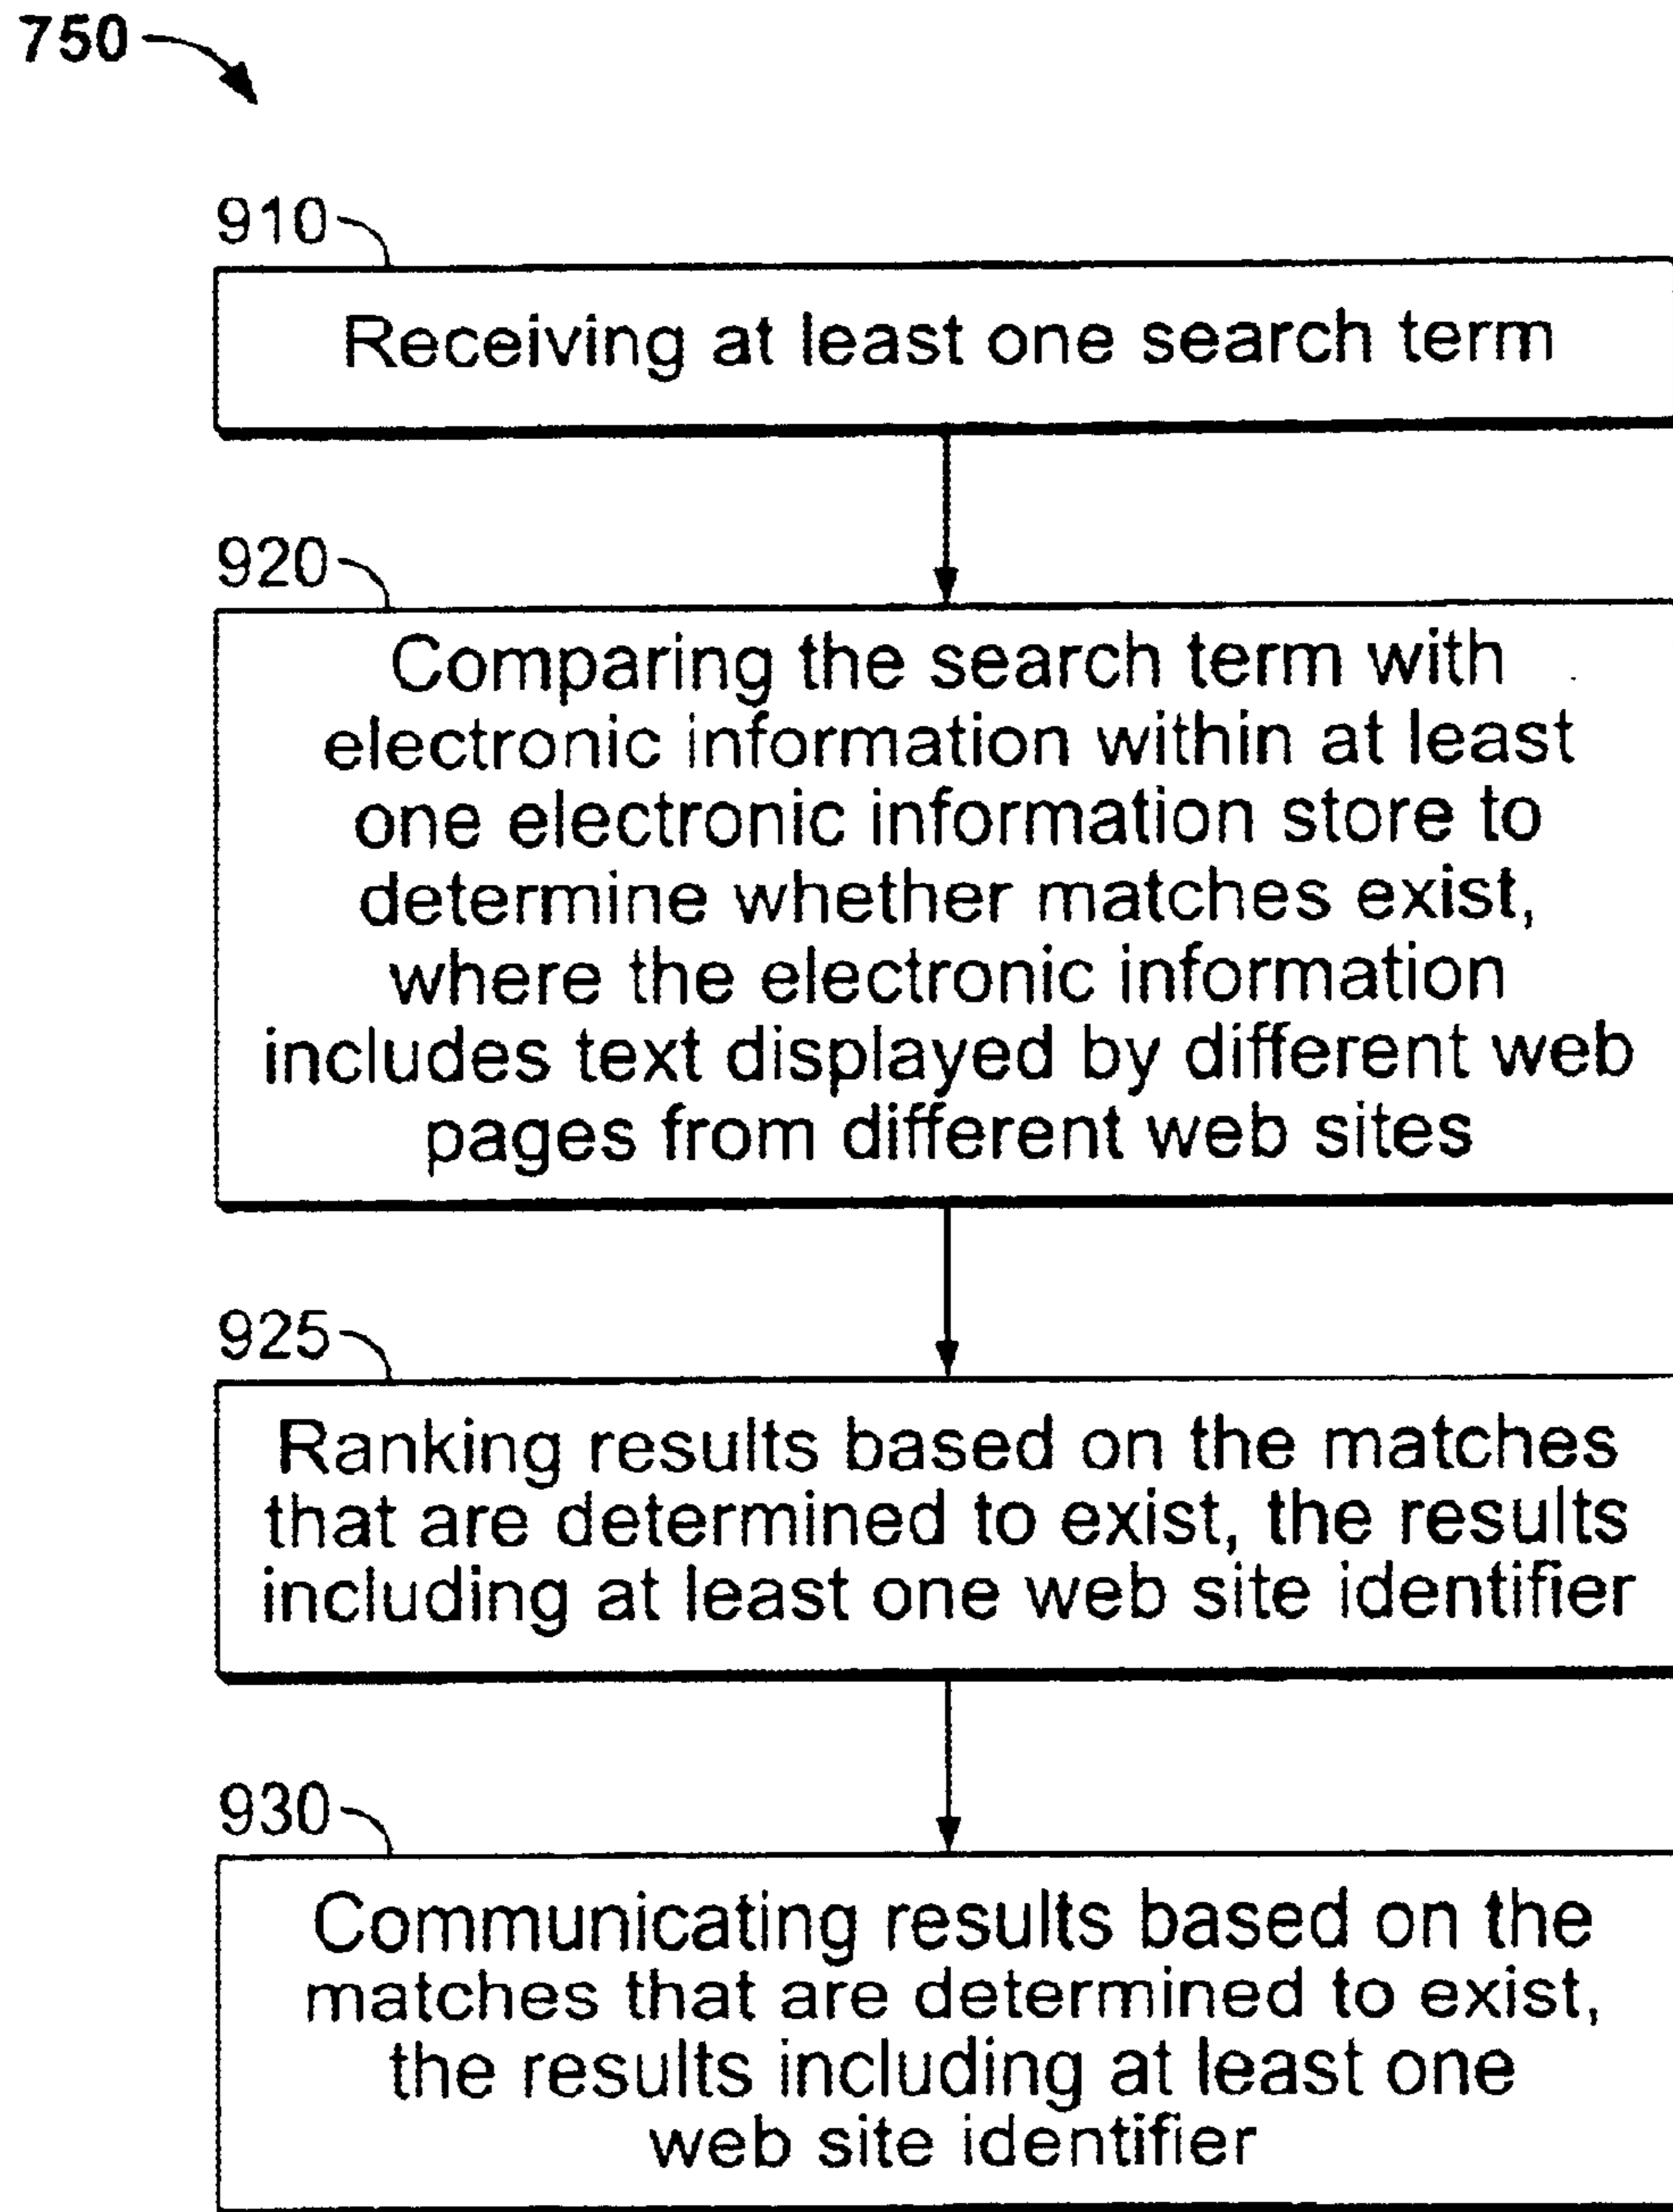 750
910
Receiving at least one search term
920
Comparing the search term with
electronic information within at least
one electronic information store to
determine whether matches exist,
where the electronic information
includes text displayed by different web
pages from different web sites
925
Ranking results based on the matches
that are determined to exist, the results
including at least one web site identifier
930
Communicating results based on the
matches that are determined to exist,
the results including at least one
web site identifier